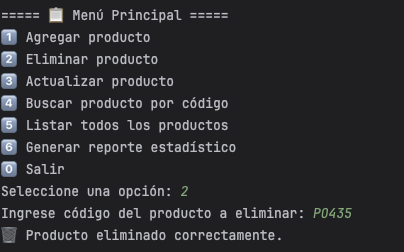 ===== 📋 Menú Principal =====
1️⃣ Agregar producto
2️⃣ Eliminar producto
3️⃣ Actualizar producto
4️⃣ Buscar producto por código
5️⃣ Listar todos los productos
6️⃣ Generar reporte estadístico
0️⃣ Salir
Seleccione una opción: 2
Ingrese código del producto a eliminar: P0435
🗑️ Producto eliminado correctamente.